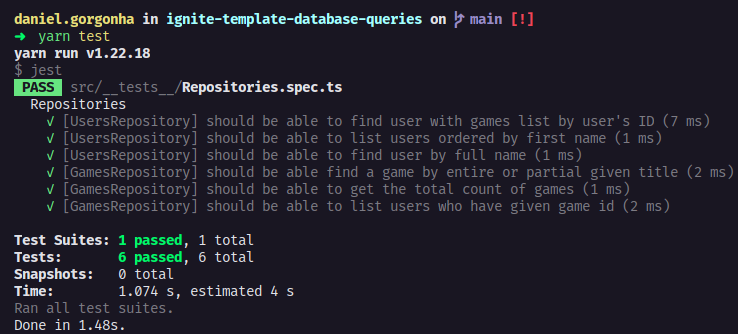 daniel.gorgonha in ignite-template-database-queries on main [!]
➜ yarn test
yarn run v1.22.18
$ jest
PASS src/__tests__/Repositories.spec.ts
Repositories
√ [UsersRepository] should be able to find user with games list by user's ID (7 ms)
√ [UsersRepository] should be able to list users ordered by first name (1 ms)
√ [UsersRepository] should be able to find user by full name (1 ms)
√ [GamesRepository] should be able find a game by entire or partial given title (2 ms)
√ [GamesRepository] should be able to get the total count of games (1 ms)
√ [GamesRepository] should be able to list users who have given game id (2 ms)
Test Suites: 1 passed, 1 total
Tests: 6 passed, 6 total
Snapshots: 0 total
Time: 1.074 s, estimated 4 s
Ran all test suites.
Done in 1.48s.